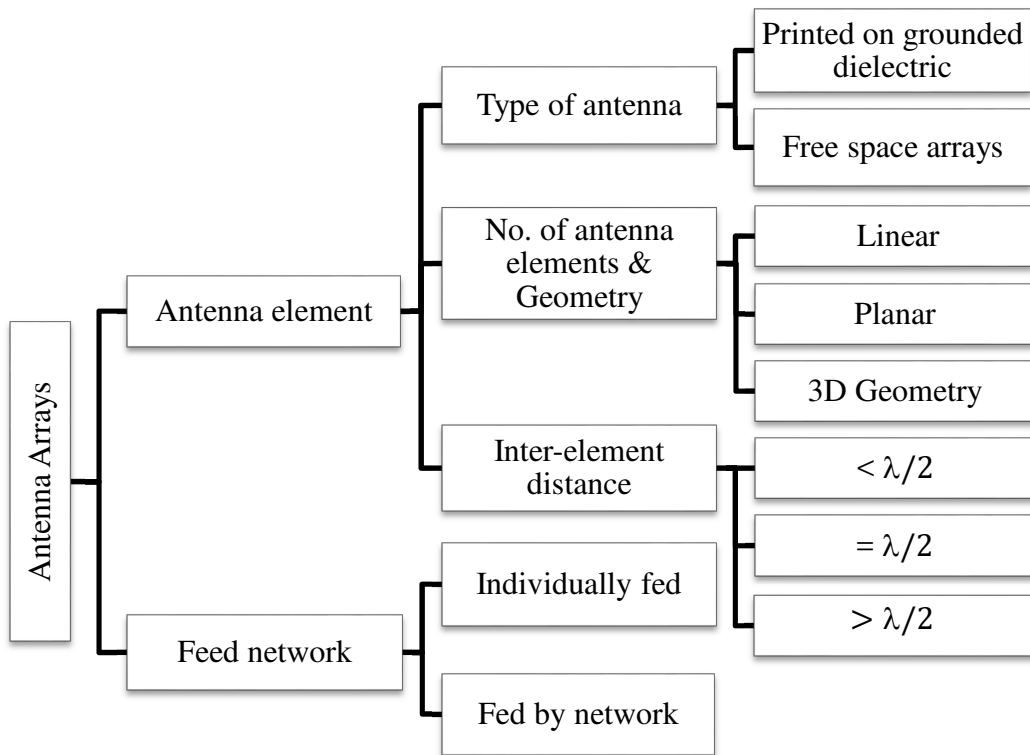 Antenna Arrays
Antenna element
Type of antenna
Printed on grounded
dielectric
Free space arrays
No. of antenna
elements &
Geometry
Linear
Planar
3D Geometry
Inter-element
distance
< λ/2
= λ/2
> λ/2
Feed network
Individually fed
Fed by network